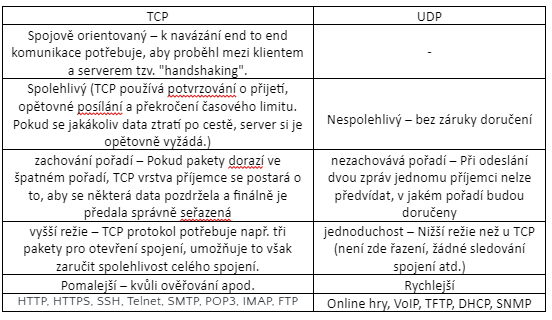 TCP
UDP
Spojově orientovaný – k navázání end to end
komunikace potřebuje, aby proběhl mezi klientem
a serverem tzv. "handshaking".
-
Spolehlivý (TCP používá potvrzování o přijetí,
opětovné posílání a překročení časového limitu.
Pokud se jakákoliv data ztratí po cestě, server si je
opětovně vyžádá.)
Nespolehlivý – bez záruky doručení
zachování pořadí – Pokud pakety dorazí ve
špatném pořadí, TCP vrstva příjemce se postará o
to, aby se některá data pozdržela a finálně je
předala správně seřazená
nezachovává pořadí – Při odeslání
dvou zpráv jednomu příjemci nelze
předvídat, v jakém pořadí budou
doručeny
vyšší režie – TCP protokol potřebuje např. tři
pakety pro otevření spojení, umožňuje to však
zaručit spolehlivost celého spojení.
jednoduchost – Nižší režie než u TCP
(není zde řazení, žádné sledování
spojení atd.)
Pomalejší – kvůli ověřování apod.
Rychlejší
HTTP, HTTPS, SSH, Telnet, SMTP, POP3, IMAP, FTP
Online hry, VoIP, TFTP, DHCP, SNMP